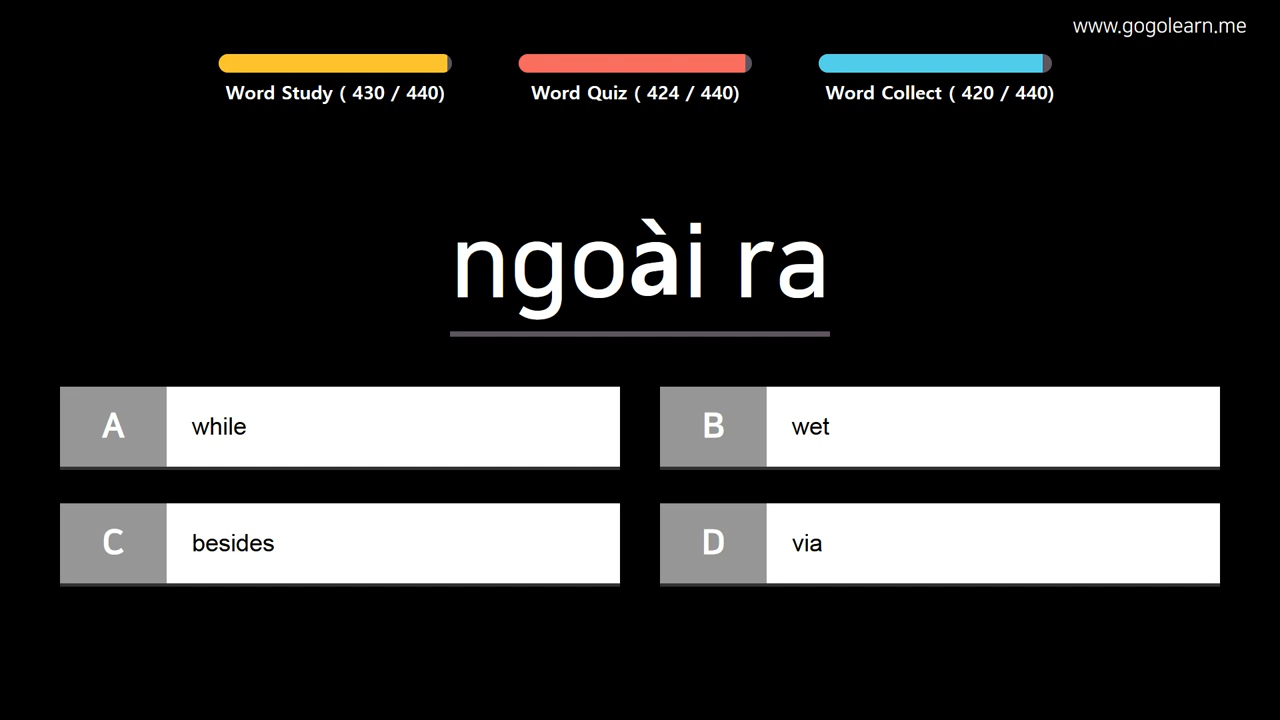 www.gogolearn.me
Word Study ( 430 / 440)
Word Quiz ( 424 / 440)
Word Collect ( 420 / 440)
ngoài ra
A while
B wet
C besides
D via